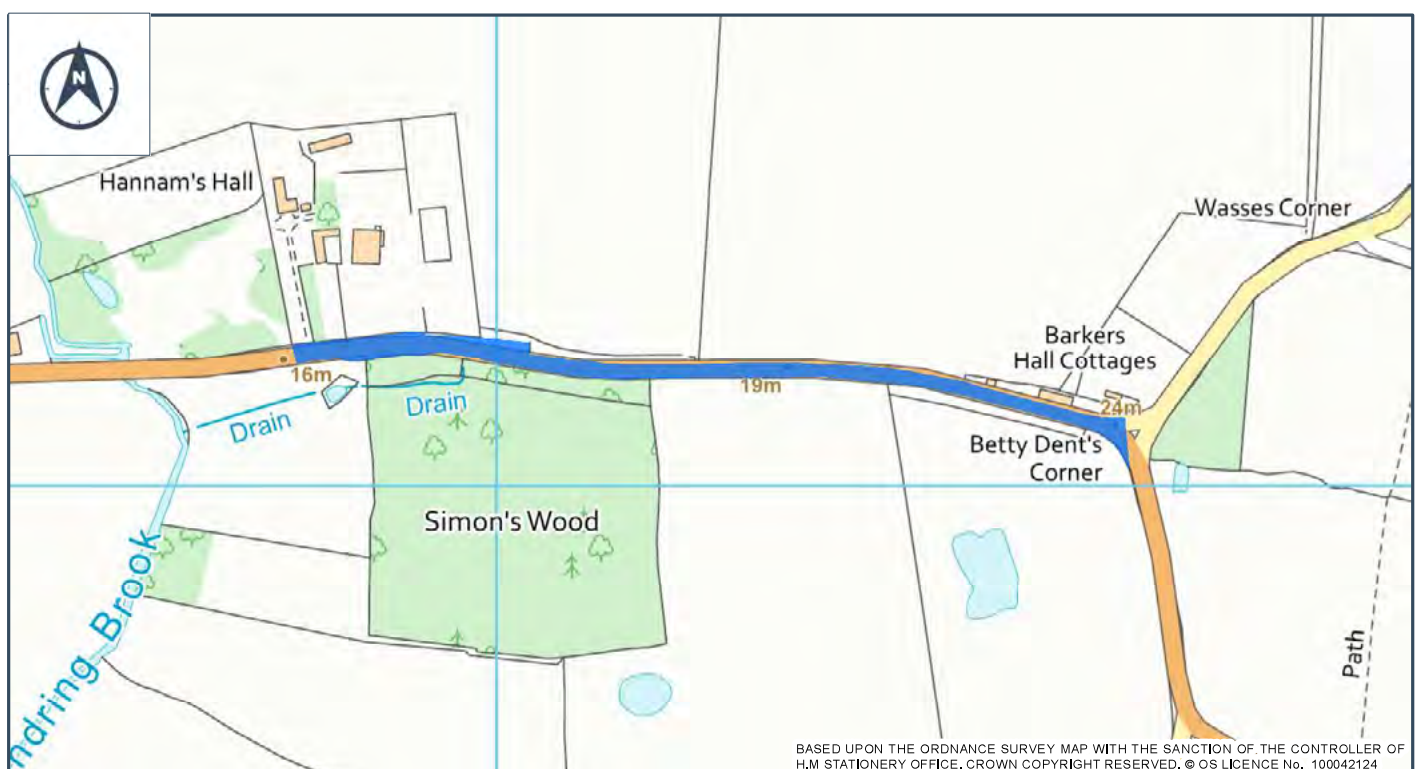 N
Hannam's Hall
Wasses Corner
Barkers
Hall Cottages
16m
19m
24m
Drain
Drain
Betty Dent's
Corner
Simon's Wood
ndring Brook
Path
BASED UPON THE ORDNANCE SURVEY MAP WITH THE SANCTION OF THE CONTROLLER OF
H.M STATIONERY OFFICE. CROWN COPYRIGHT RESERVED. © OS LICENCE No. 100042124